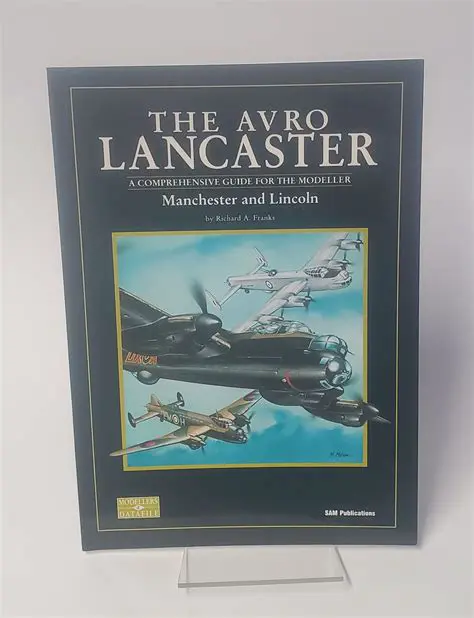 THE AVRO
LANCASTER
A COMPREHENSIVE GUIDE FOR THE MODELLER
Manchester and Lincoln
by Richard A. Franks
M H
MODELLERS
DATAFILE
SAM Publications